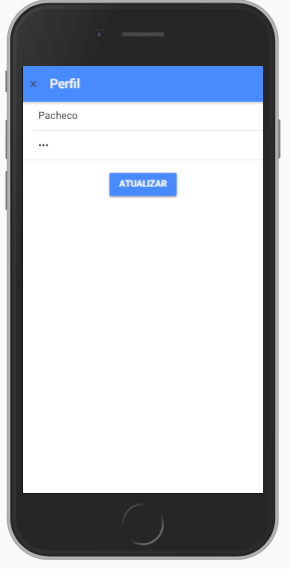 × Perfil
Pacheco
•••
ATUALIZAR